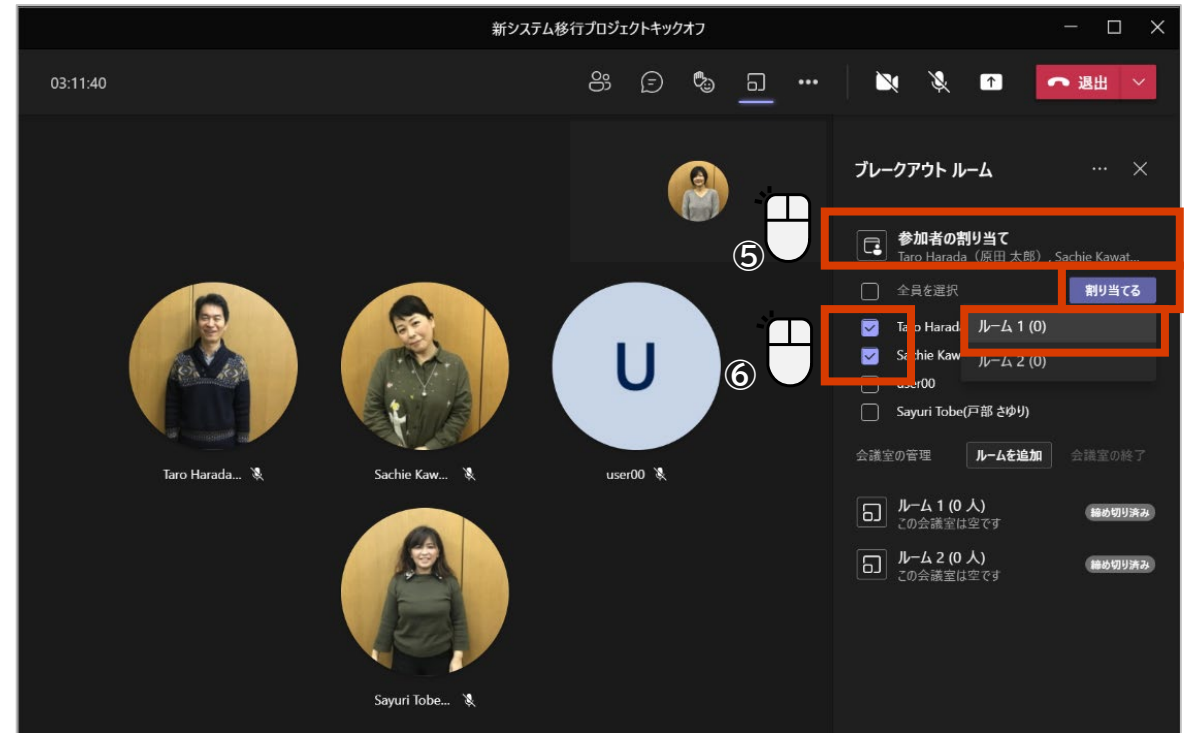 新システム移行プロジェクトキックオフ
03:11:40
退出
ブレークアウト ルーム
⑤
参加者の割り当て
Taro Harada（原田 太郎）, Sachie Kawat...
全員を選択
割り当てる
Taro Harad
ルーム 1 (0)
⑥
Sachie Kaw
ルーム 2 (0)
user00
Sayuri Tobe(戸部 さゆり)
会議室の管理
ルームを追加
会議室の終了
ルーム 1 (0 人)
この会議室は空です
締め切り済み
ルーム 2 (0 人)
この会議室は空です
締め切り済み
U
Taro Harada...
Sachie Kaw...
user00
Sayuri Tobe...